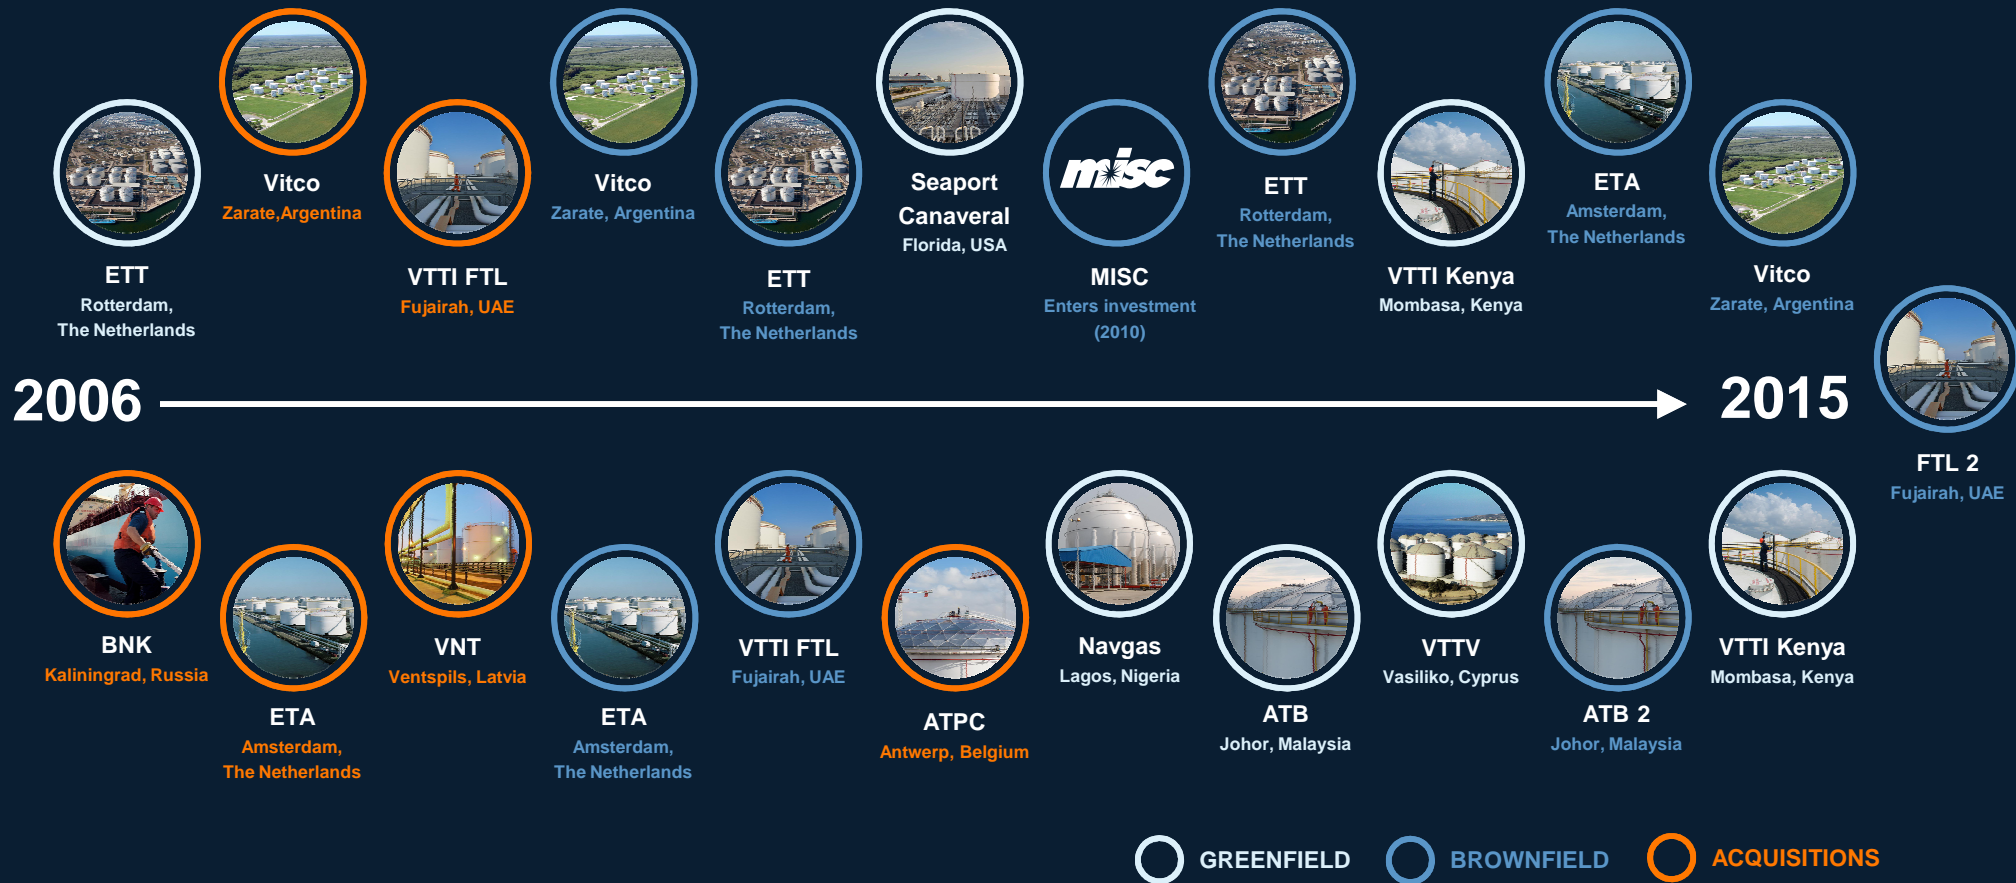 ETT
Rotterdam,
The Netherlands
Vitco
Zarate,Argentina
VTTI FTL
Fujairah, UAE
Vitco
Zarate, Argentina
ETT
Rotterdam,
The Netherlands
Seaport
Canaveral
Florida, USA
misc
MISC
Enters investment
(2010)
ETT
Rotterdam,
The Netherlands
VTTI Kenya
Mombasa, Kenya
ETA
Amsterdam,
The Netherlands
Vitco
Zarate, Argentina
2006
2015
FTL 2
Fujairah, UAE
BNK
Kaliningrad, Russia
ETA
Amsterdam,
The Netherlands
VNT
Ventspils, Latvia
ETA
Amsterdam,
The Netherlands
VTTI FTL
Fujairah, UAE
ATPC
Antwerp, Belgium
Navgas
Lagos, Nigeria
ATB
Johor, Malaysia
VTTV
Vasiliko, Cyprus
ATB 2
Johor, Malaysia
VTTI Kenya
Mombasa, Kenya
GREENFIELD
BROWNFIELD
ACQUISITIONS